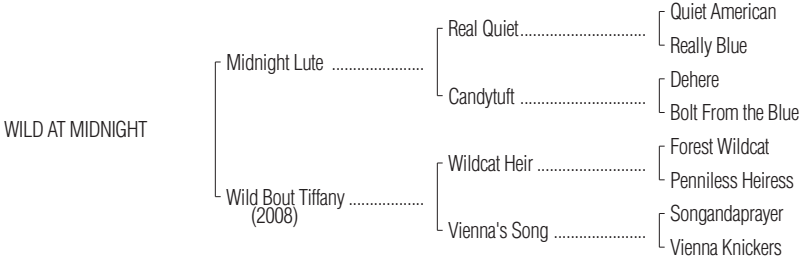 Quiet American
Real Quiet..............................
Really Blue
Midnight Lute ......................
Dehere
Candytuft ..............................
Bolt From the Blue
WILD AT MIDNIGHT
Forest Wildcat
Wildcat Heir ..........................
Penniless Heiress
Wild Bout Tiffany ..................
(2008)
Songandaprayer
Vienna's Song ......................
Vienna Knickers